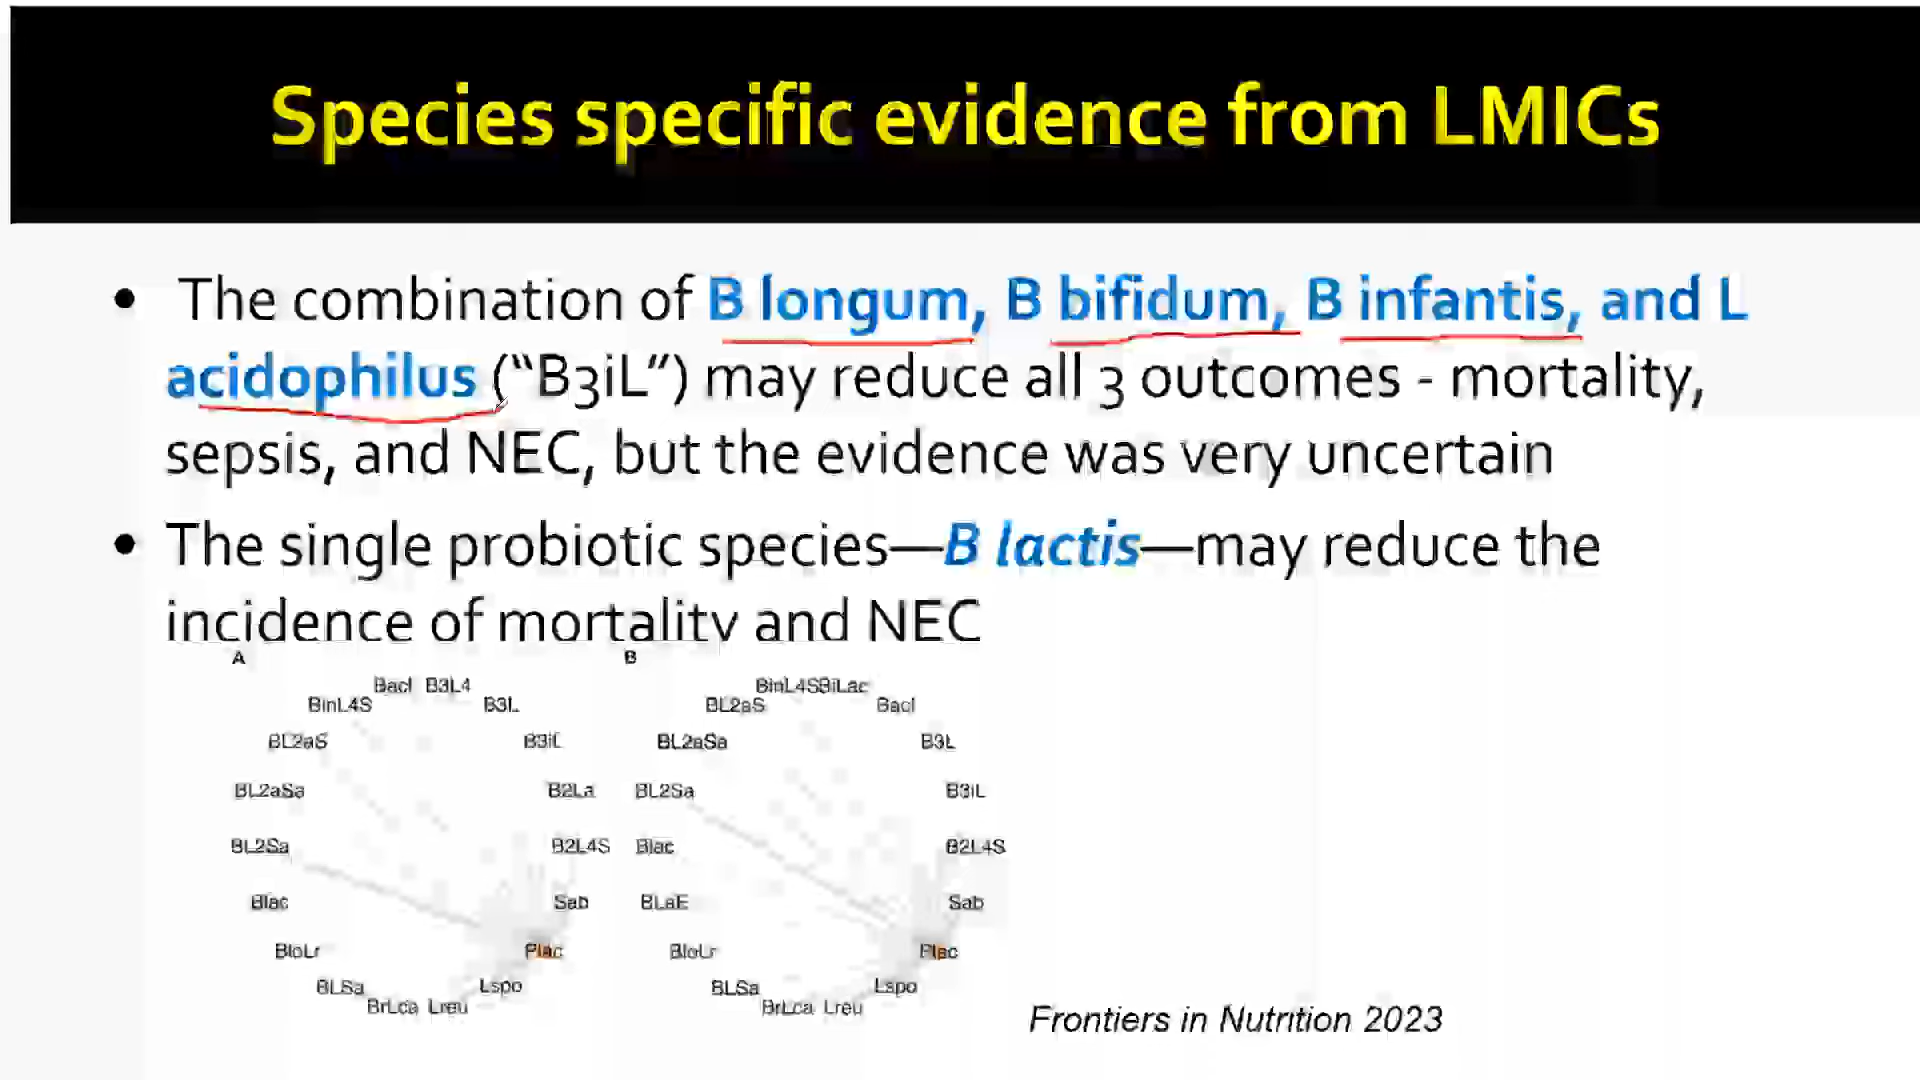 Species specific evidence from LMICs
• The combination of B longum, B bifidum, B infantis, and L
acidophilus (“B3iL”) may reduce all 3 outcomes - mortality,
sepsis, and NEC, but the evidence was very uncertain
• The single probiotic species—B lactis—may reduce the
incidence of mortality and NEC
A
Bacl B3L4
BinL4S B3L
BL2aS B3iL
BL2aSa B2La
BL2Sa B2L4S
Blac Sab
BloLr Plac
BLSa Lspo
BrLca Lreu
B
BinL4S BiLac
BL2aS Bacl
BL2aSa B3L
BL2Sa B3iL
Blac B2L4S
BLaE Sab
BloLr Plac
BLSa Lspo
BrLca Lreu
Frontiers in Nutrition 2023